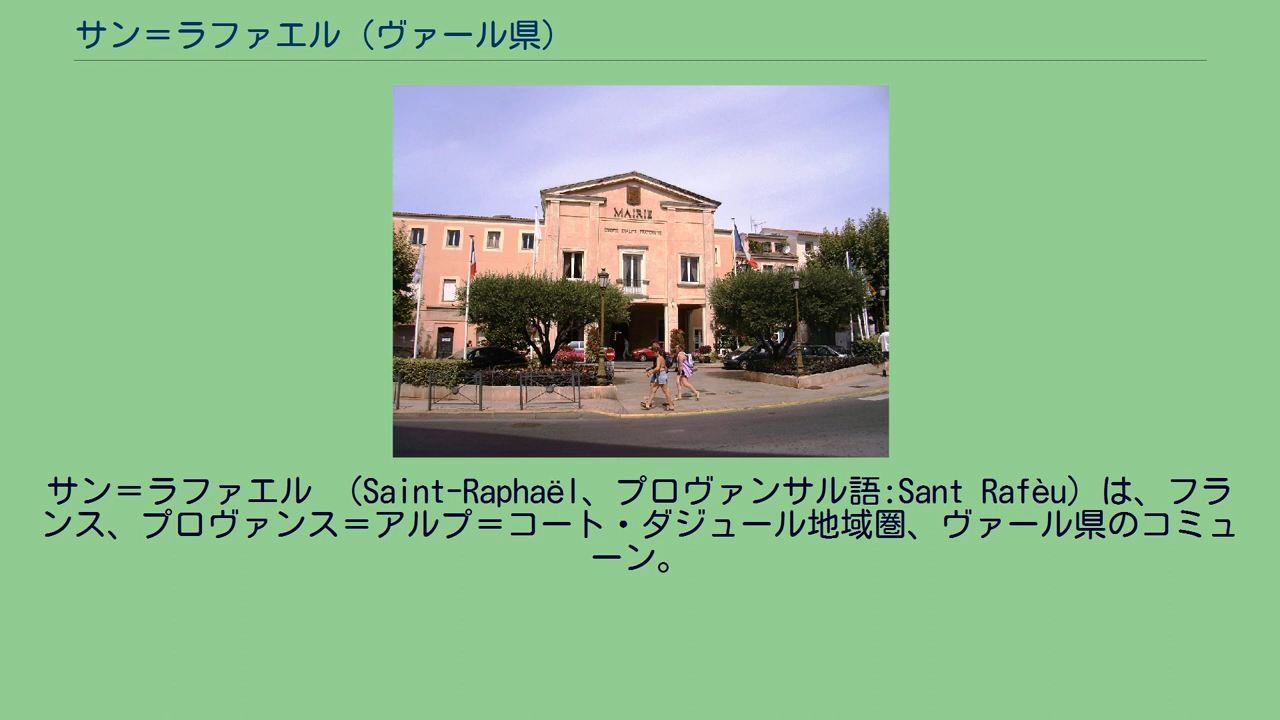 サン＝ラファエル（ヴァール県）
MAIRIE
サン＝ラファエル　（Saint-Raphaël、プロヴァンサル語:Sant Rafèu）は、フラ
ンス、プロヴァンス＝アルプ＝コート・ダジュール地域圏、ヴァール県のコミュ
ーン。